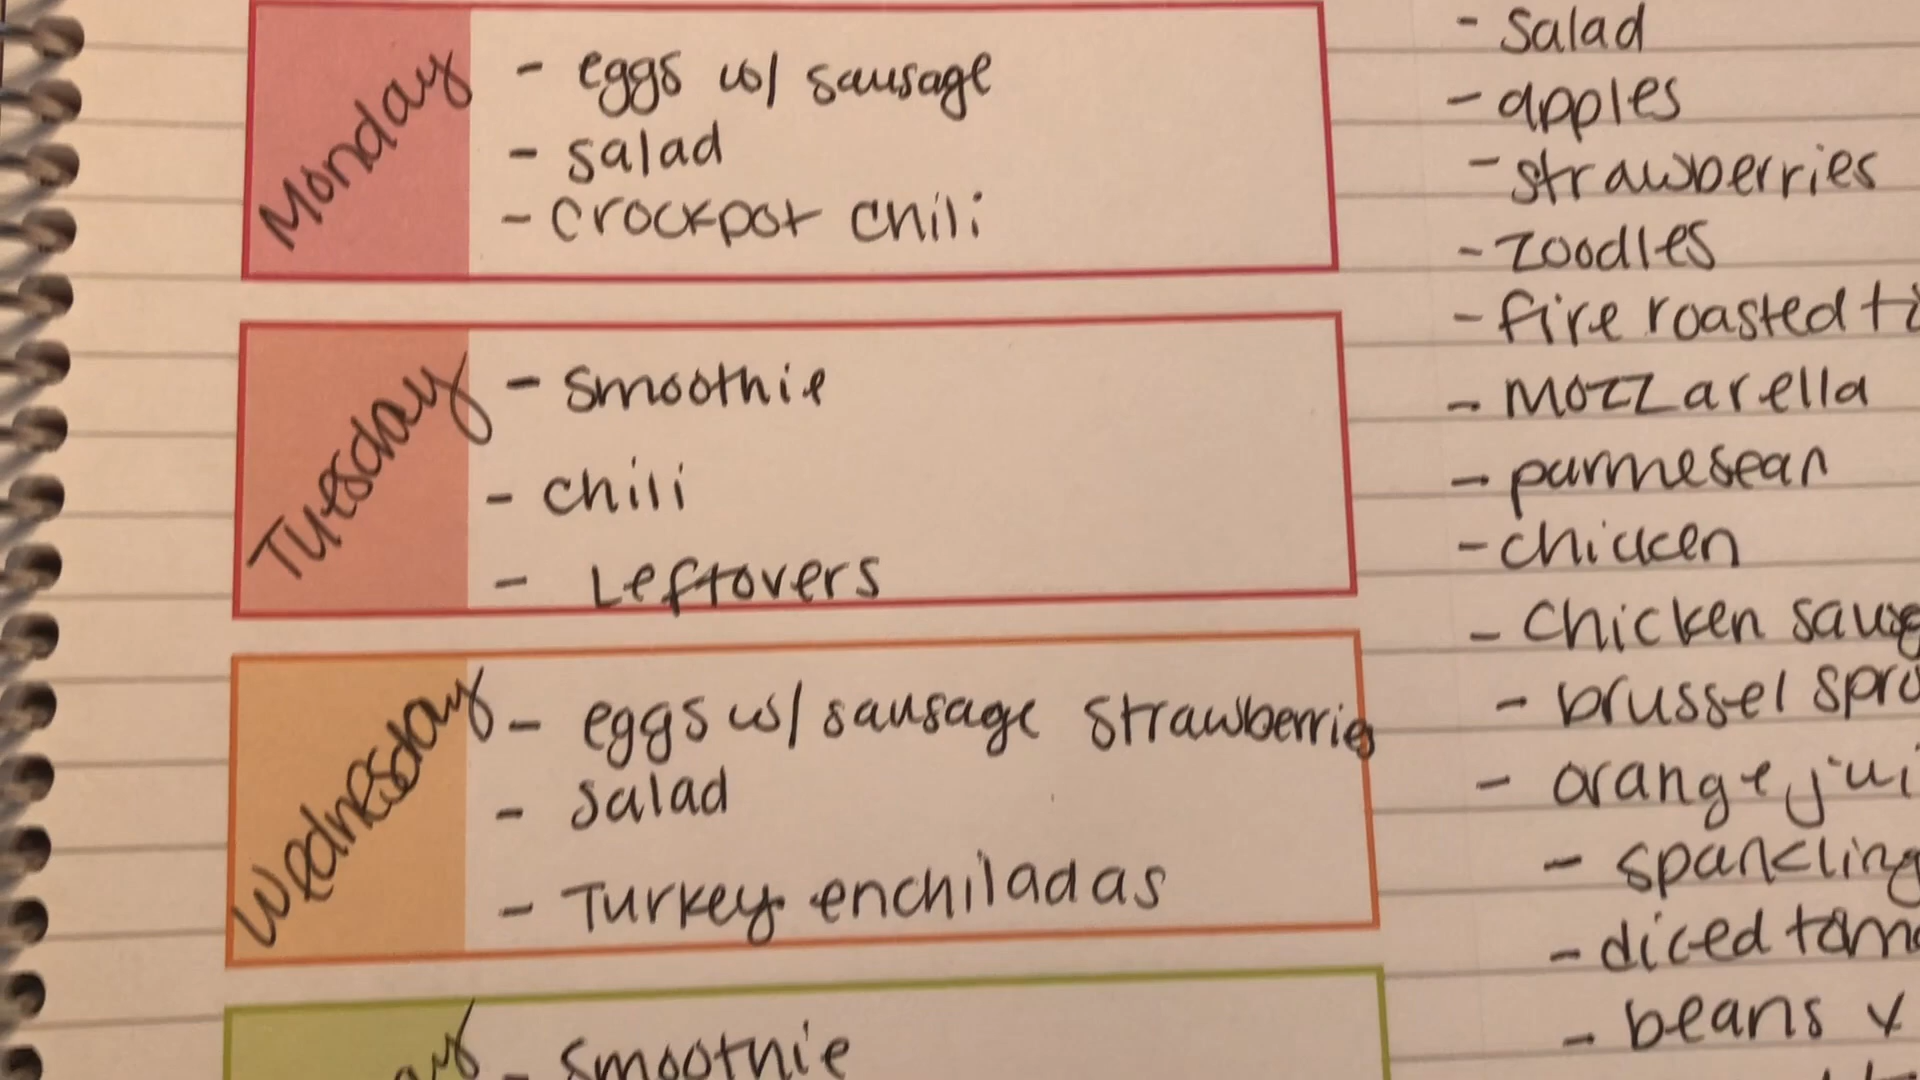 Monday
- eggs w/ sausage
- salad
- crockpot chili
Tuesday
- smoothie
- chili
- Leftovers
Wednesday
- eggs w/ sausage strawberries
- salad
- Turkey enchiladas
- smoothie
- salad
- apples
- strawberries
- zoodles
- fire roasted
- mozzarella
- parmesean
- chicken
- chicken
- brussel
- orange
-
- diced
- beans